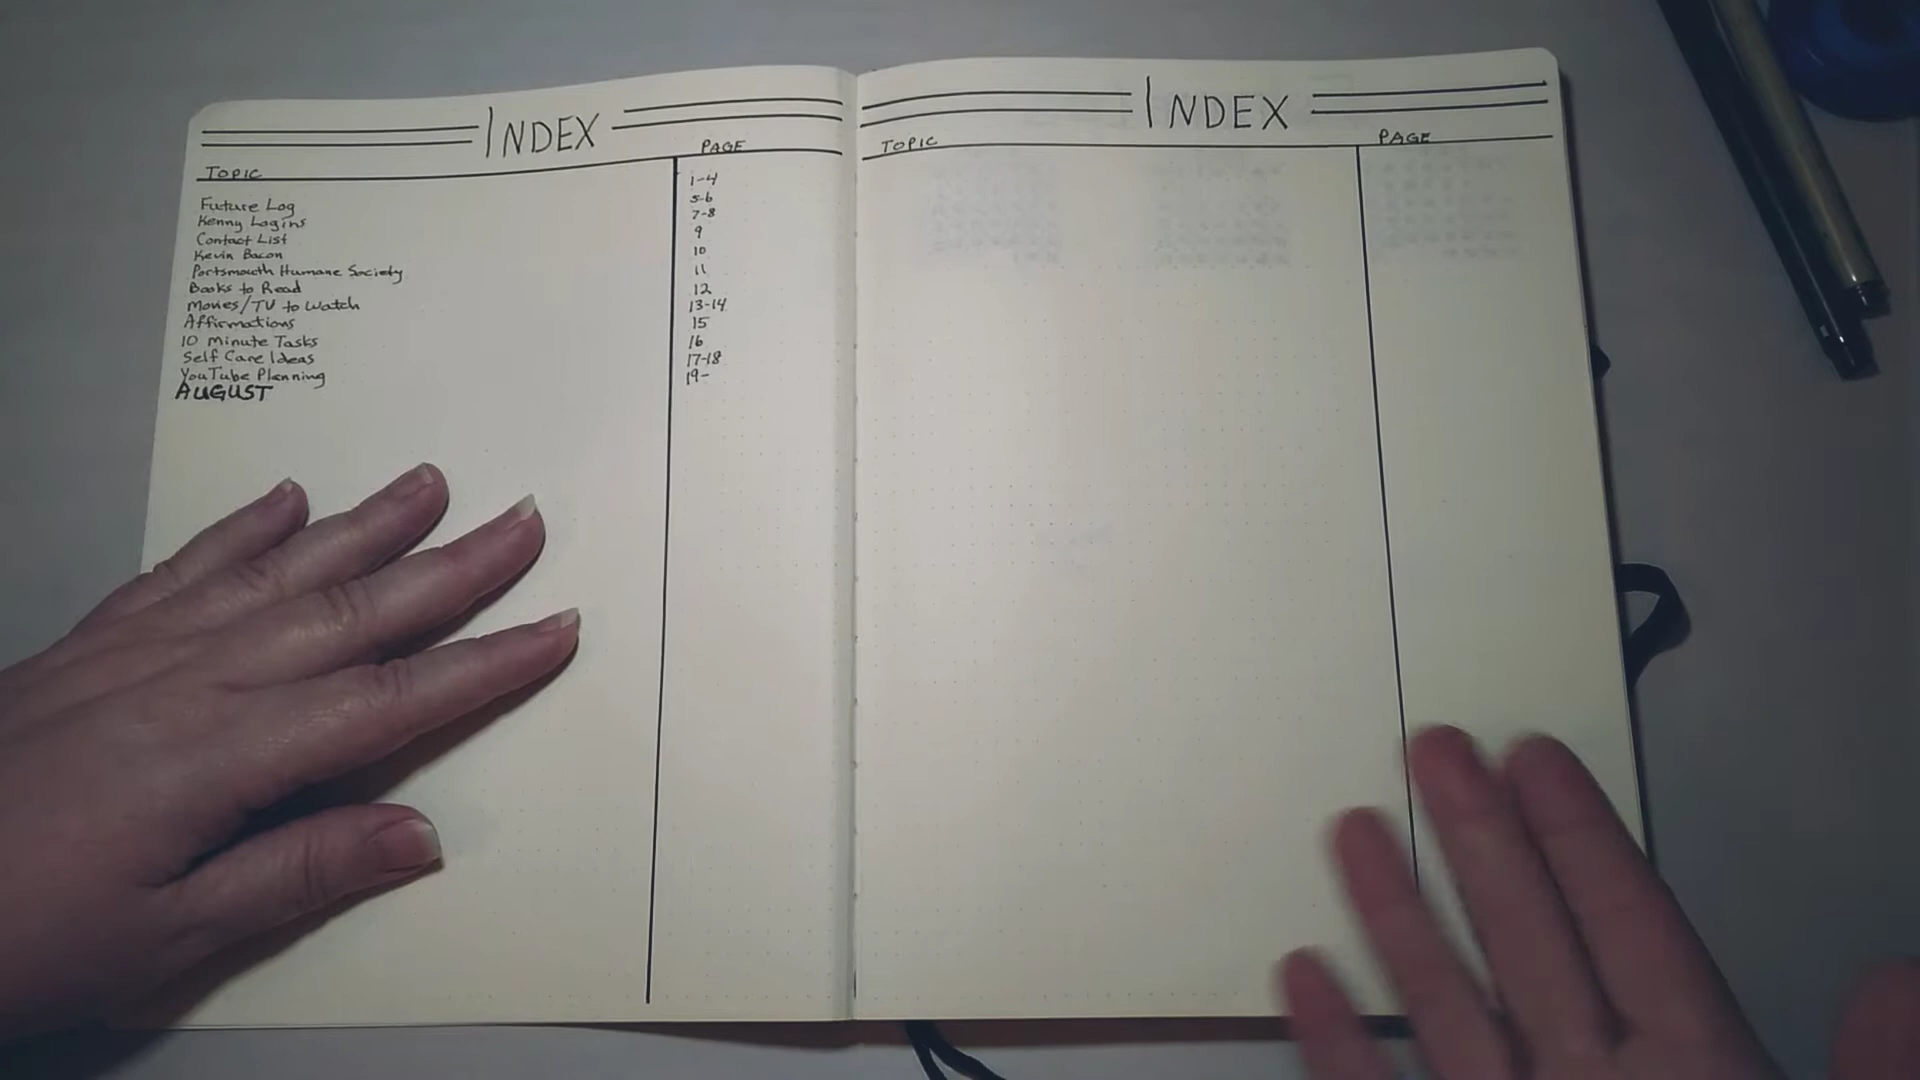 INDEX
TOPIC PAGE
Future Log 1-4
Kenny Logins 5-6
Contact List 7-8
Kevin Bacon 9
Portsmouth Humane Society 10
Books to Read 11
Movies/TV to Watch 12
Affirmations 13-14
10 Minute Tasks 15
Self Care Ideas 16
YouTube Planning 17-18
AUGUST 19-
INDEX
TOPIC PAGE